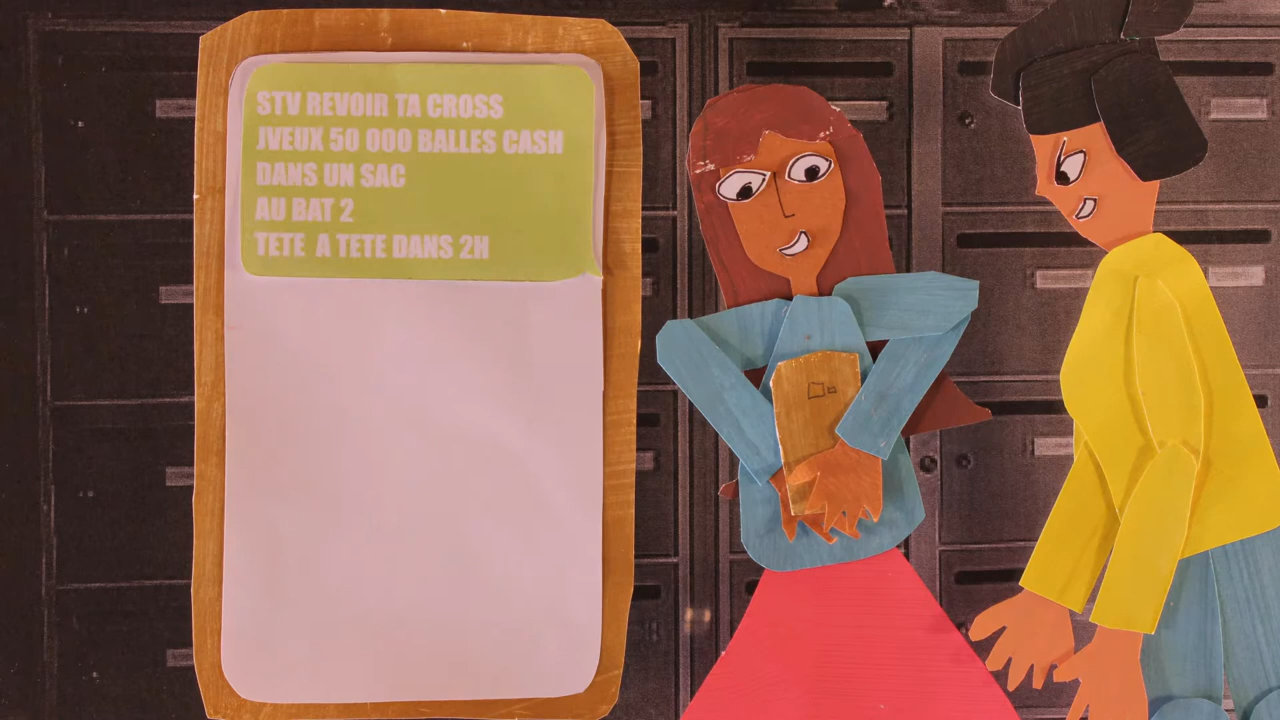 STV REVOIR TA CROSS
JVEUX 50 000 BALLES CASH
DANS UN SAC
AU BAT 2
TETE A TETE DANS 2H